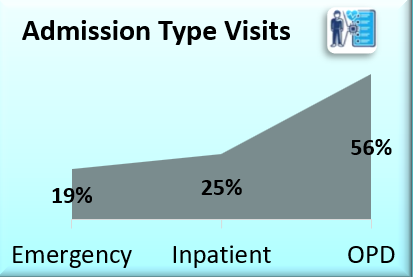 Admission Type Visits
56%
25%
19%
Emergency Inpatient OPD